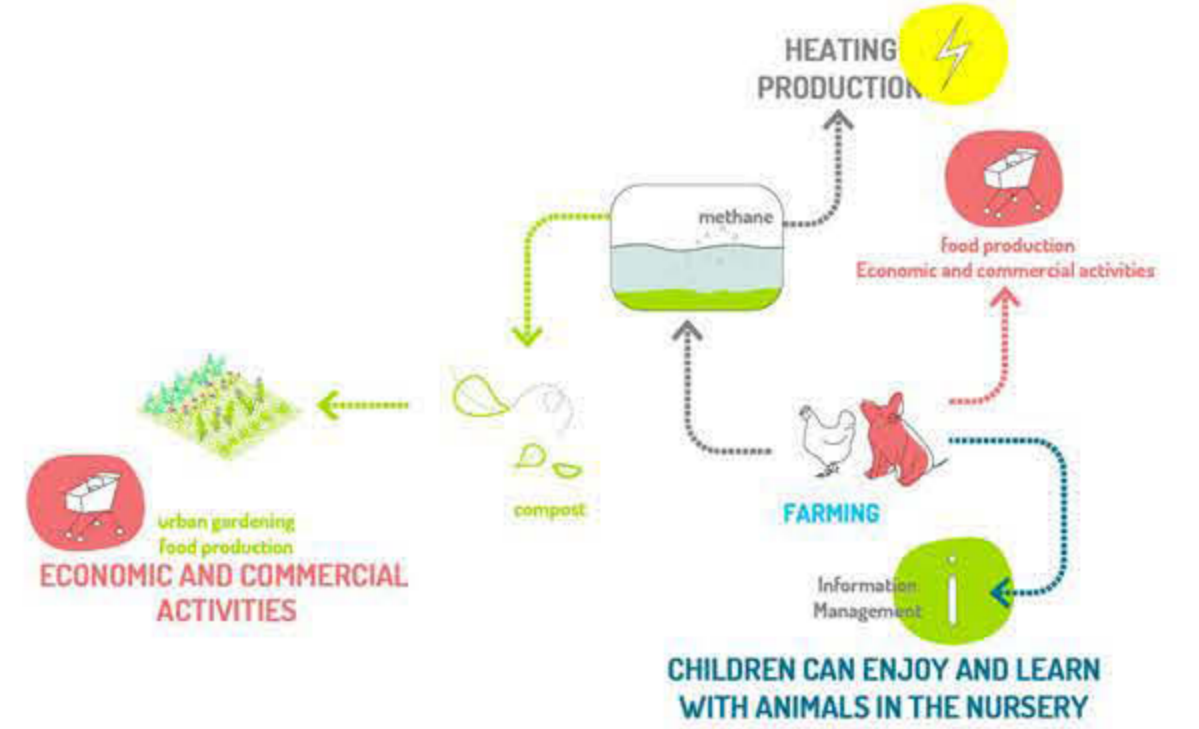 HEATING
PRODUCTION
methane
food production
Economic and commercial activities
FARMING
compost
urban gardening
food production
ECONOMIC AND COMMERCIAL
ACTIVITIES
Information
Management
i
CHILDREN CAN ENJOY AND LEARN
WITH ANIMALS IN THE NURSERY